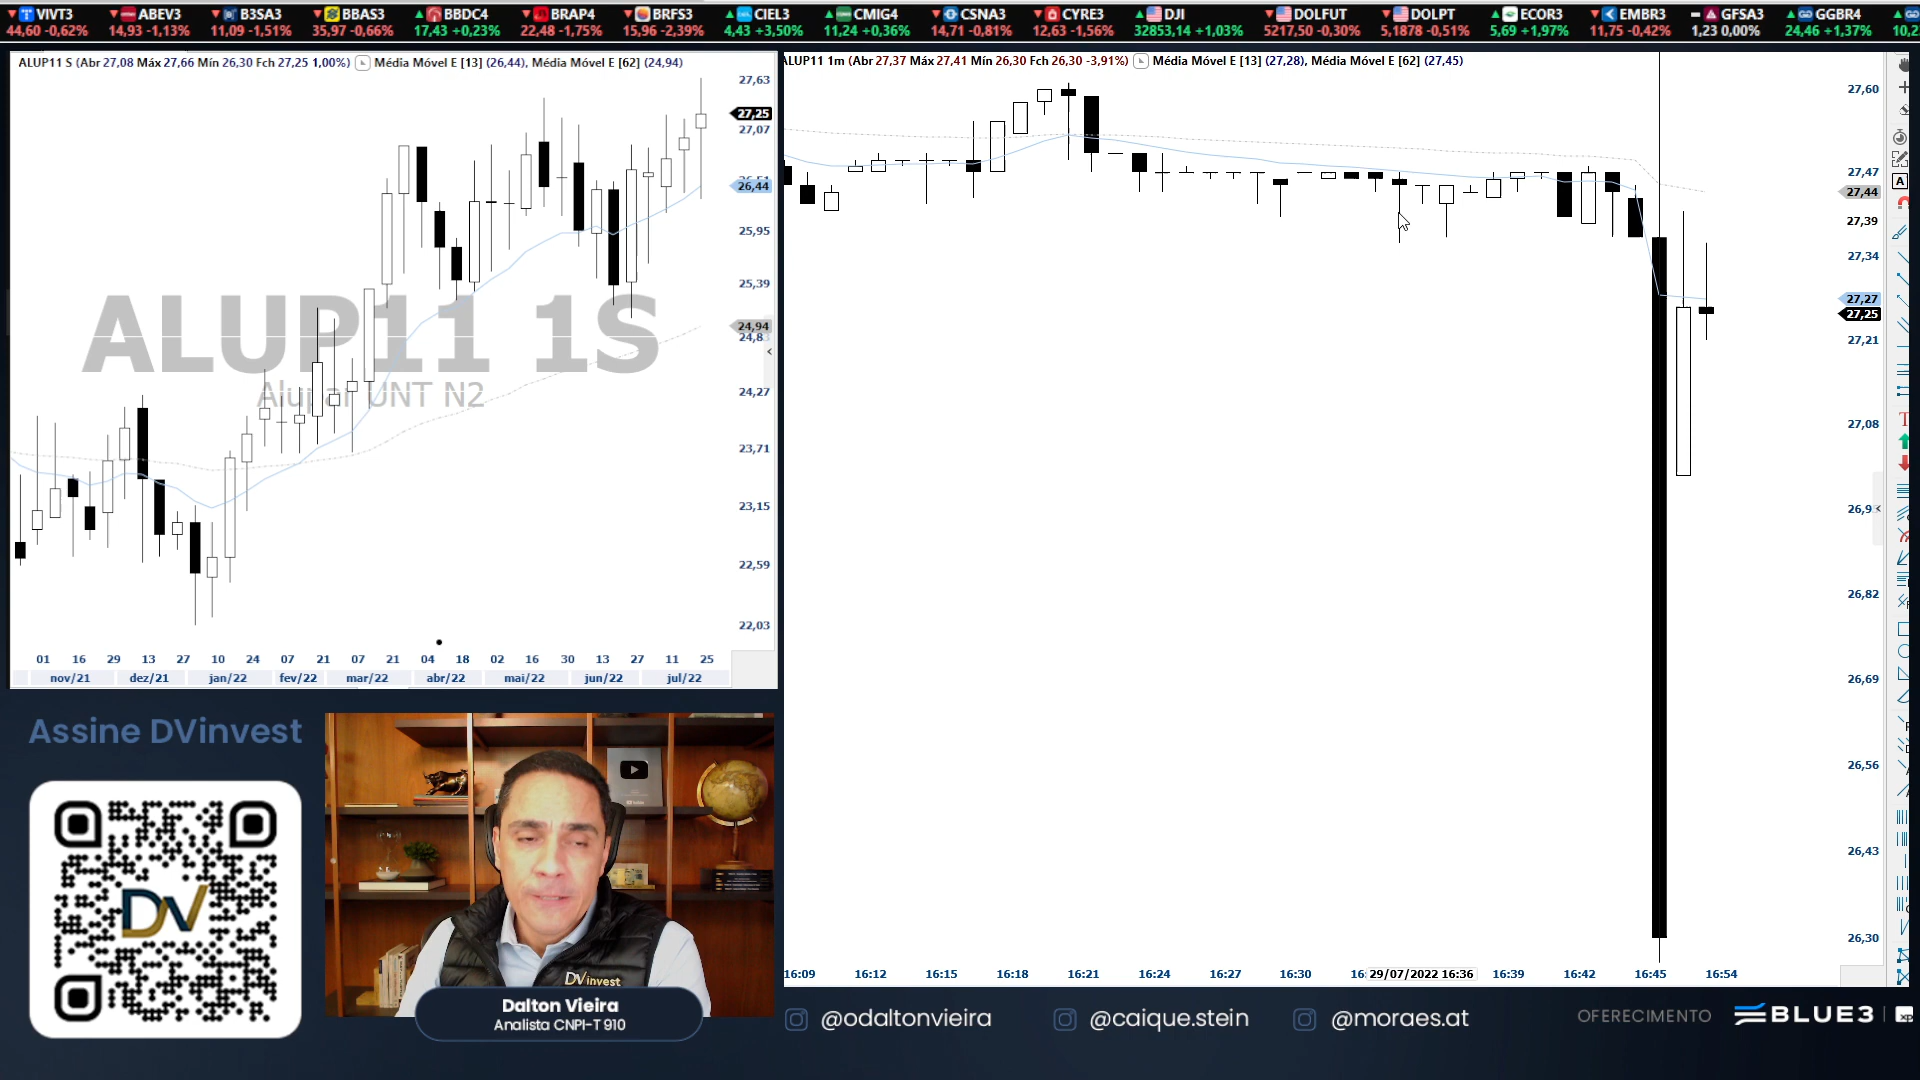 VIVT3 ABEV3 B3SA3 BBAS3 BBDC4 BRAP4 BRFS3 CIEL3 CMIG4 CSNA3 CYRE3 DJI DOLFUT DOLPT ECOR3 EMBR3 GFSA3 GGBR4
44,60 -0,62% 14,93 -1,13% 11,09 -1,51% 35,97 -0,66% 17,43 +0,23% 22,48 -1,75% 15,96 -2,39% 4,43 +3,50% 11,24 +0,36% 14,71 -0,81% 12,63 -1,56% 32853,14 +1,03% 5217,50 -0,30% 5,1878 -0,51% 5,69 +1,97% 11,75 -0,42% 1,23 0,00% 24,46 +1,37% 10,2
ALUP11 S (Abr 27,08 Máx 27,66 Mín 26,30 Fch 27,25 1,00%) Média Móvel E [13] (26,44), Média Móvel E [62] (24,94)
27,63
27,25
27,07
26,44
25,95
25,39
24,94
24,83
24,27
23,71
23,15
22,59
22,03
ALUP11 1S
Alupar UNT N2
01 16 29 13 27 10 24 07 21 07 21 04 18 02 16 30 13 27 11 25
nov/21 dez/21 jan/22 fev/22 mar/22 abr/22 mai/22 jun/22 jul/22
ALUP11 1m (Abr 27,37 Máx 27,41 Mín 26,30 Fch 26,30 -3,91%) Média Móvel E [13] (27,28), Média Móvel E [62] (27,45)
27,60
27,47
27,44
27,39
27,34
27,27
27,25
27,21
27,08
26,9
26,82
26,69
26,56
26,43
26,30
16:09 16:12 16:15 16:18 16:21 16:24 16:27 16:30 16: 29/07/2022 16:36 16:39 16:42 16:45 16:54
A
T
Assine DVinvest
DV
DVinvest
Dalton Vieira
Analista CNPI-T 910
@odaltonvieira @caique.stein @moraes.at
OFERECIMENTO BLUE3 xp